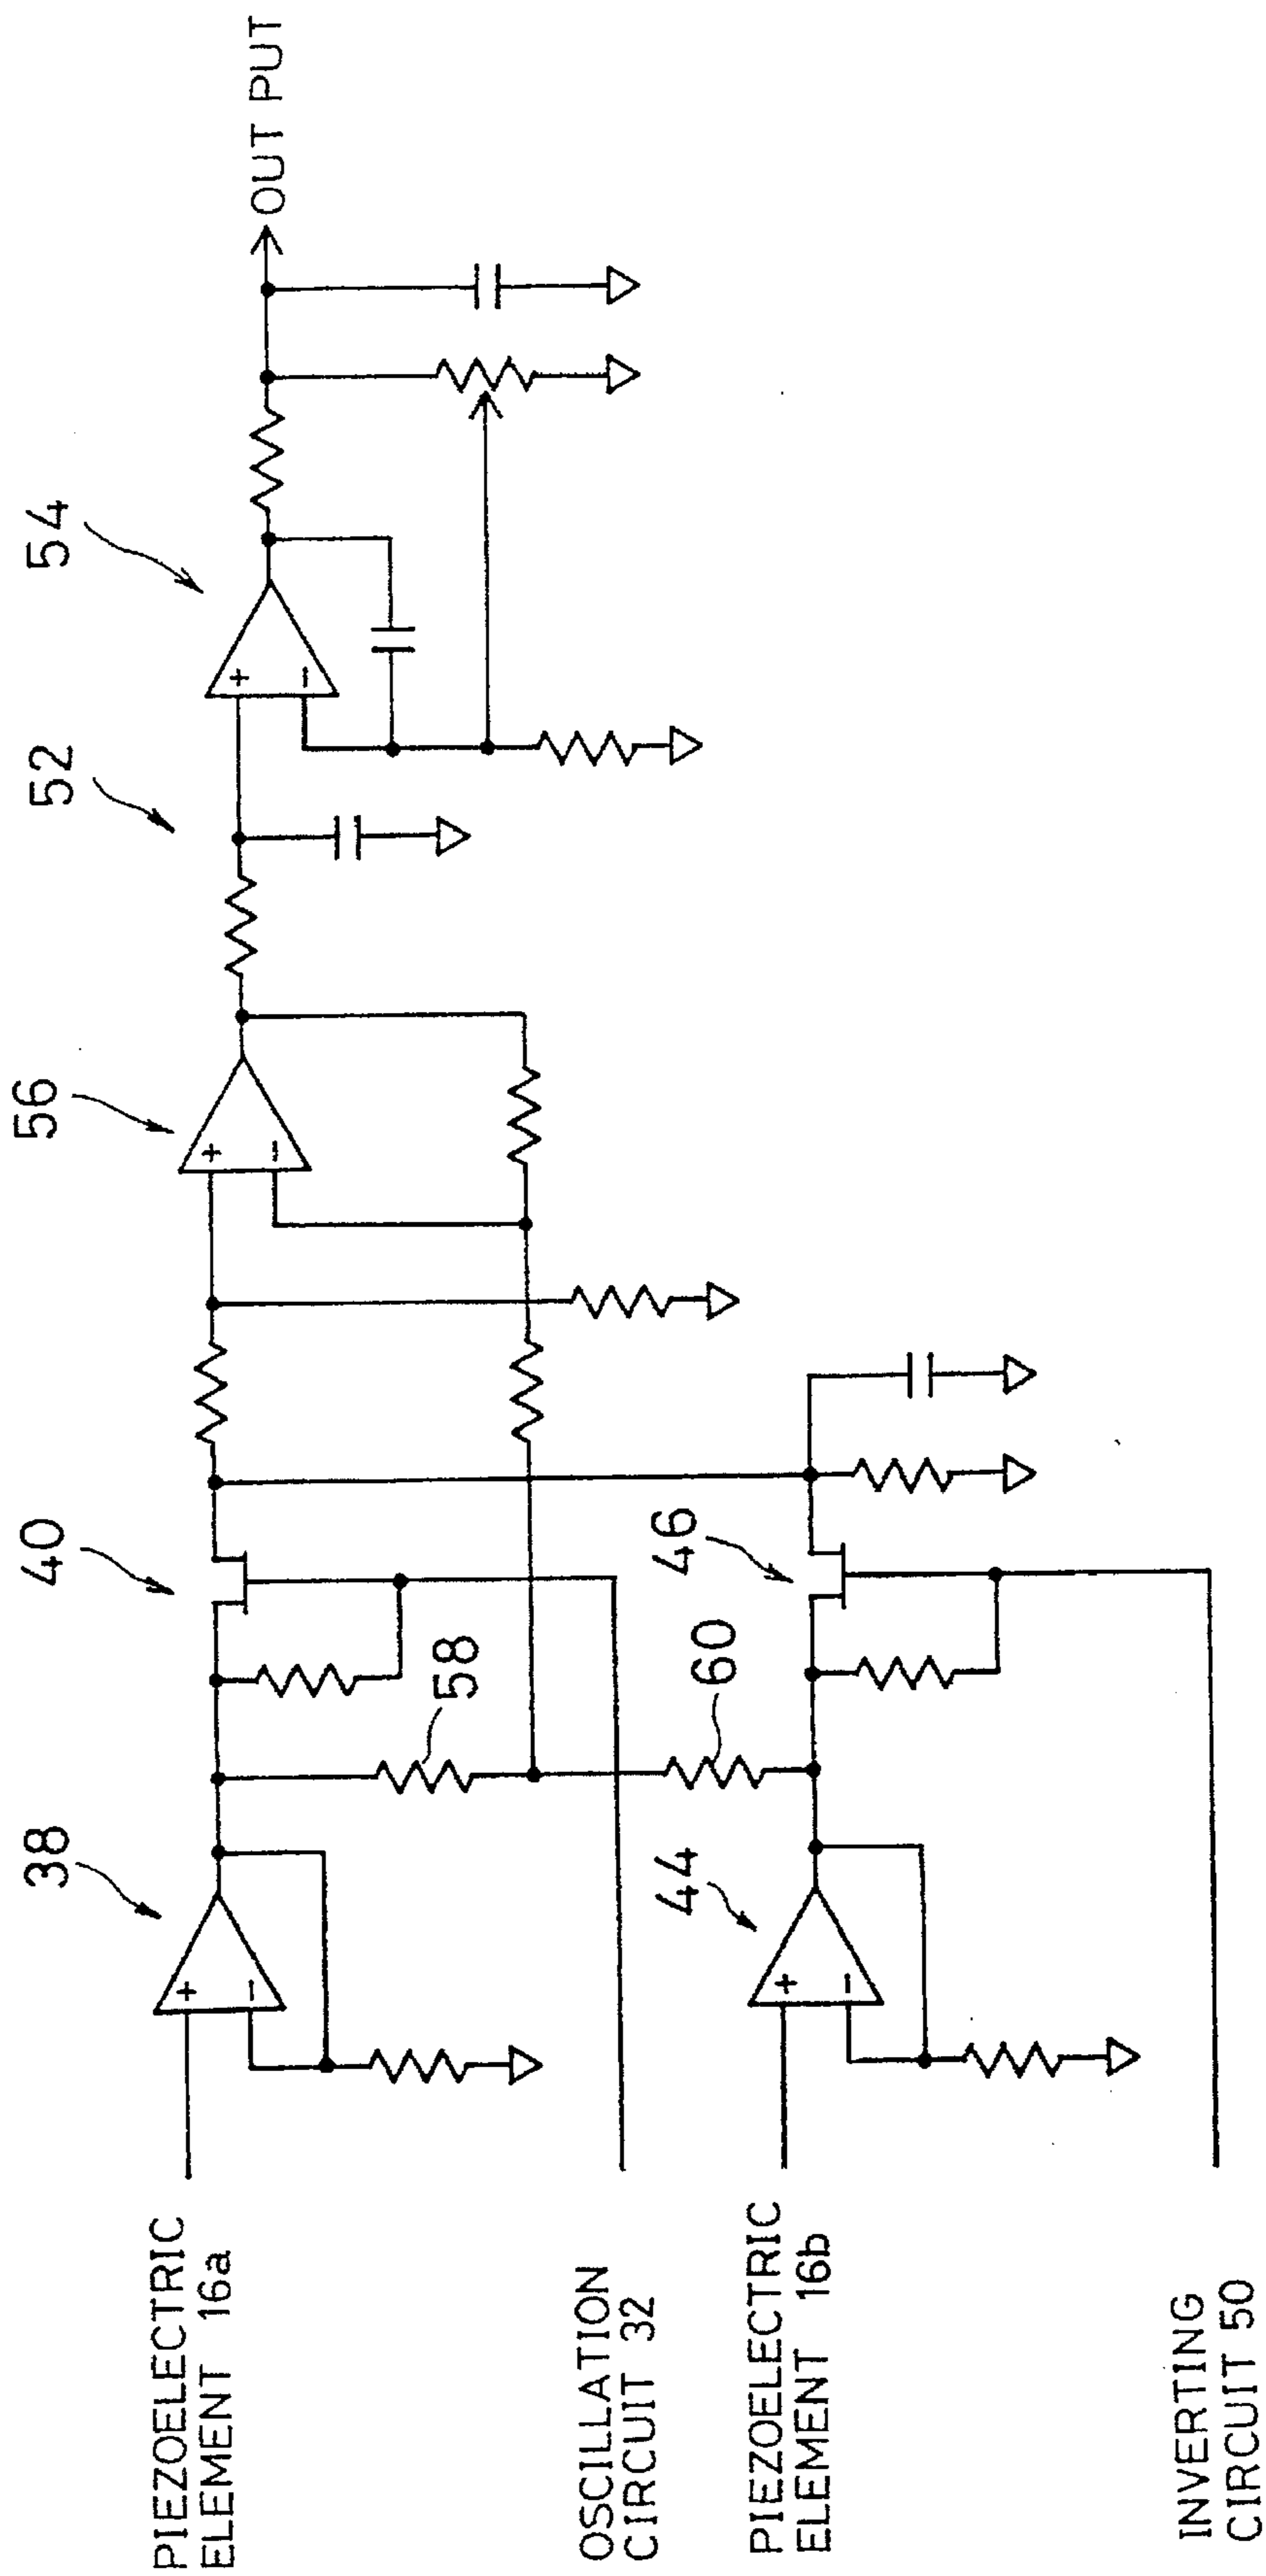 38
40
56
52
54
PIEZOELECTRIC
ELEMENT 16a
OUT PUT
58
OSCILLATION
CIRCUIT 32
44
60
46
PIEZOELECTRIC
ELEMENT 16b
INVERTING
CIRCUIT 50